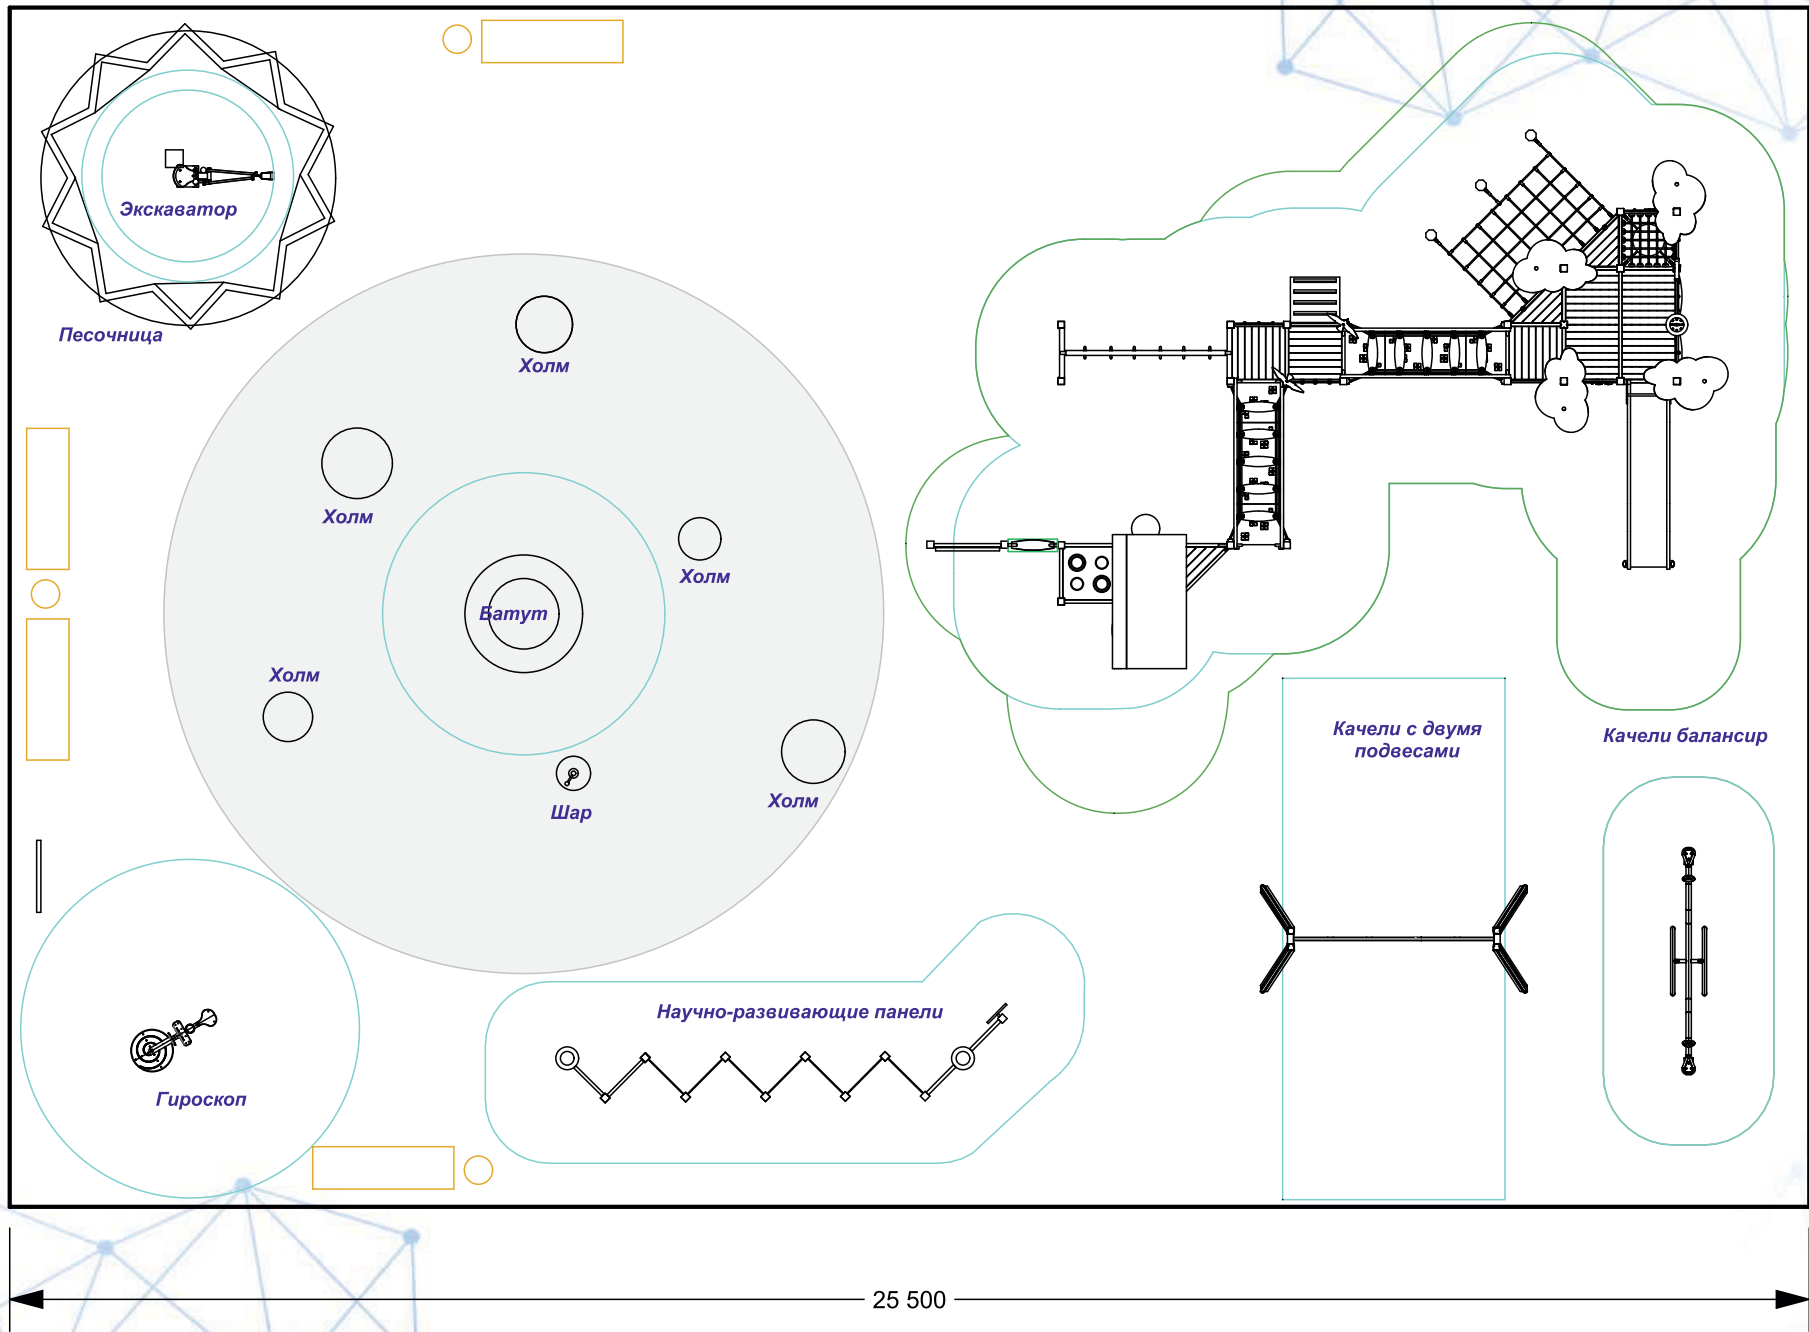 Экскаватор
Песочница
Холм
Холм
Холм
Батут
Холм
Качели с двумя
подвесами
Качели балансир
Холм
Шар
Научно-развивающие панели
Гироскоп
25 500